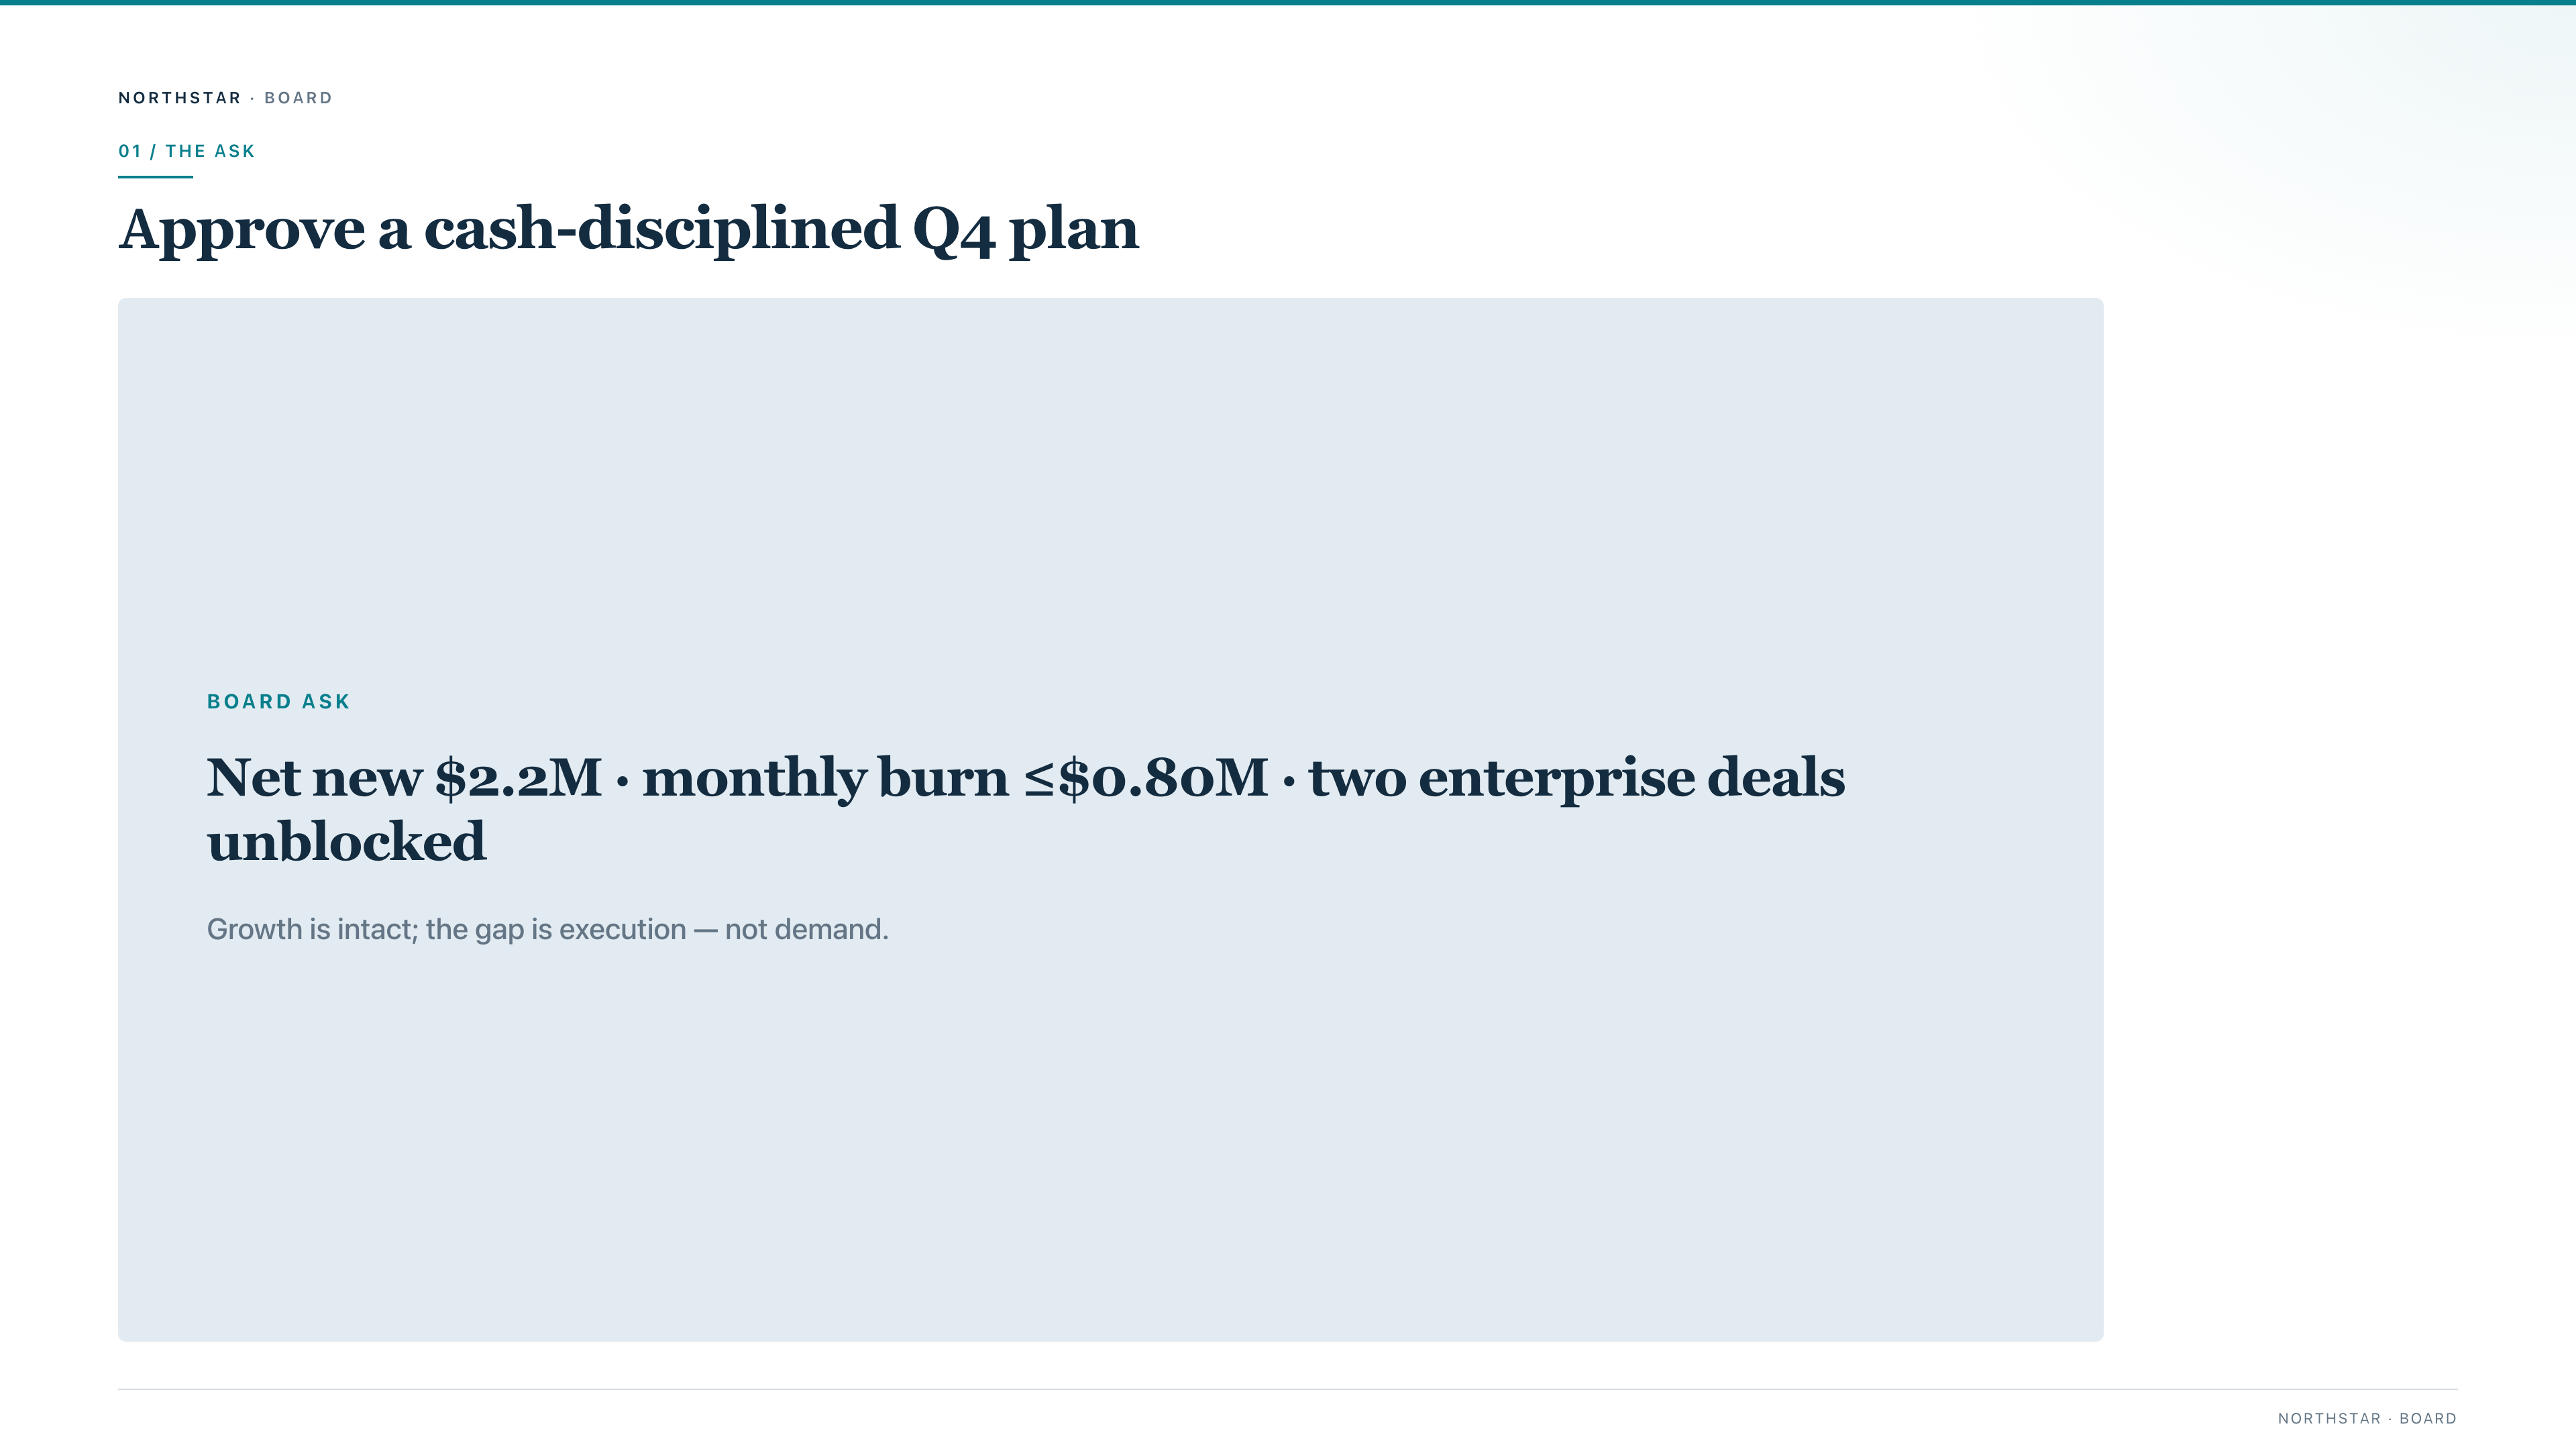 NORTHSTAR · BOARD
01 / THE ASK
Approve a cash-disciplined Q4 plan
BOARD ASK
Net new $2.2M · monthly burn ≤$0.80M · two enterprise deals
unblocked
Growth is intact; the gap is execution — not demand.
NORTHSTAR · BOARD